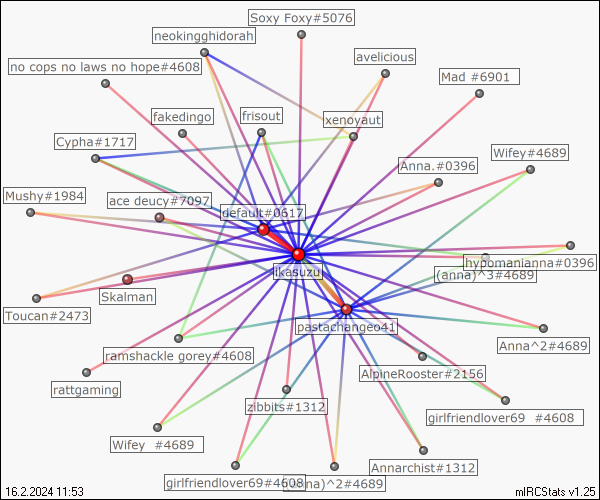 Soxy Foxy#5076
neokingghidorah
avelicious
no cops no laws no hope#4608
Mad #6901
fakedingo
frisout
xenoyaut
Cypha#1717
Wifey#4689
Anna.#0396
Mushy#1984
ace deucy#7097
default#0617
hypomanianna#0396
likasuzu
(anna)^3#4689
Skalman
Toucan#2473
pastachangeo41
Anna^2#4689
ramshackle gorey#4608
AlpineRooster#2156
rattgaming
zibbits#1312
girlfriendlover69 #4608
Wifey #4689
Annarchist#1312
girlfriendlover69#4608
)^2#4689
16.2.2024 11:53
mIRCStats v1.25